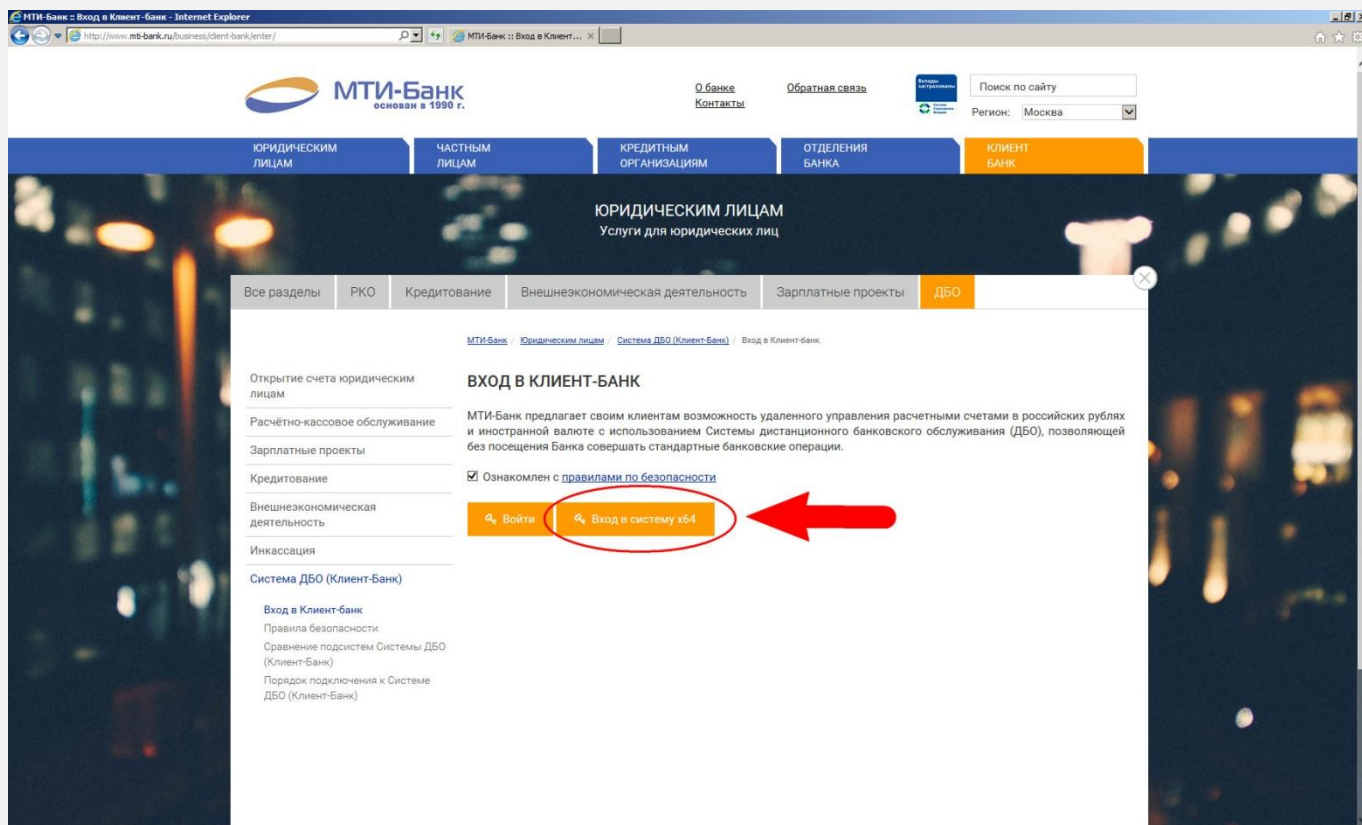 МТИ-Банк :: Вход в Клиент-банк - Internet Explorer
http://www.mti-bank.ru/business/client-bank/enter/
МТИ-Банк :: Вход в Клиент...
МТИ-Банк
основан в 1990 г.
О банке
Контакты
Обратная связь
Вклады
застрахованы
Поиск по сайту
Регион: Москва
ЮРИДИЧЕСКИМ
ЛИЦАМ
ЧАСТНЫМ
ЛИЦАМ
КРЕДИТНЫМ
ОРГАНИЗАЦИЯМ
ОТДЕЛЕНИЯ
БАНКА
КЛИЕНТ
БАНК
ЮРИДИЧЕСКИМ ЛИЦАМ
Услуги для юридических лиц
Все разделы РКО Кредитование Внешнеэкономическая деятельность Зарплатные проекты ДБО
МТИ-Банк / Юридическим лицам / Система ДБО (Клиент-Банк) / Вход в Клиент-банк
Открытие счета юридическим
лицам
Расчётно-кассовое обслуживание
Зарплатные проекты
Кредитование
Внешнеэкономическая
деятельность
Инкассация
Система ДБО (Клиент-Банк)
Вход в Клиент-банк
Правила безопасности
Сравнение подсистем Системы ДБО
(Клиент-Банк)
Порядок подключения к Системе
ДБО (Клиент-Банк)
ВХОД В КЛИЕНТ-БАНК
МТИ-Банк предлагает своим клиентам возможность удаленного управления расчетными счетами в российских рублях
и иностранной валюте с использованием Системы дистанционного банковского обслуживания (ДБО), позволяющей
без посещения Банка совершать стандартные банковские операции.
Ознакомлен с правилами по безопасности
Войти
Вход в систему x64